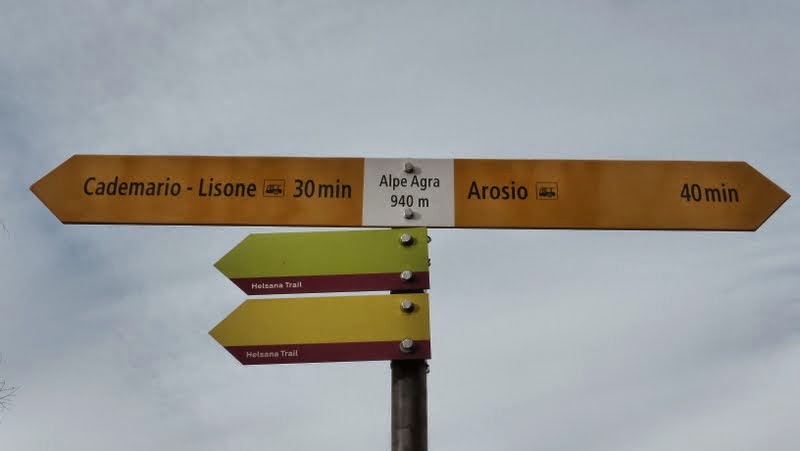 Cademario - Lisone 30 min
Alpe Agra
940 m
Arosio 40 min
Helsana Trail
Helsana Trail